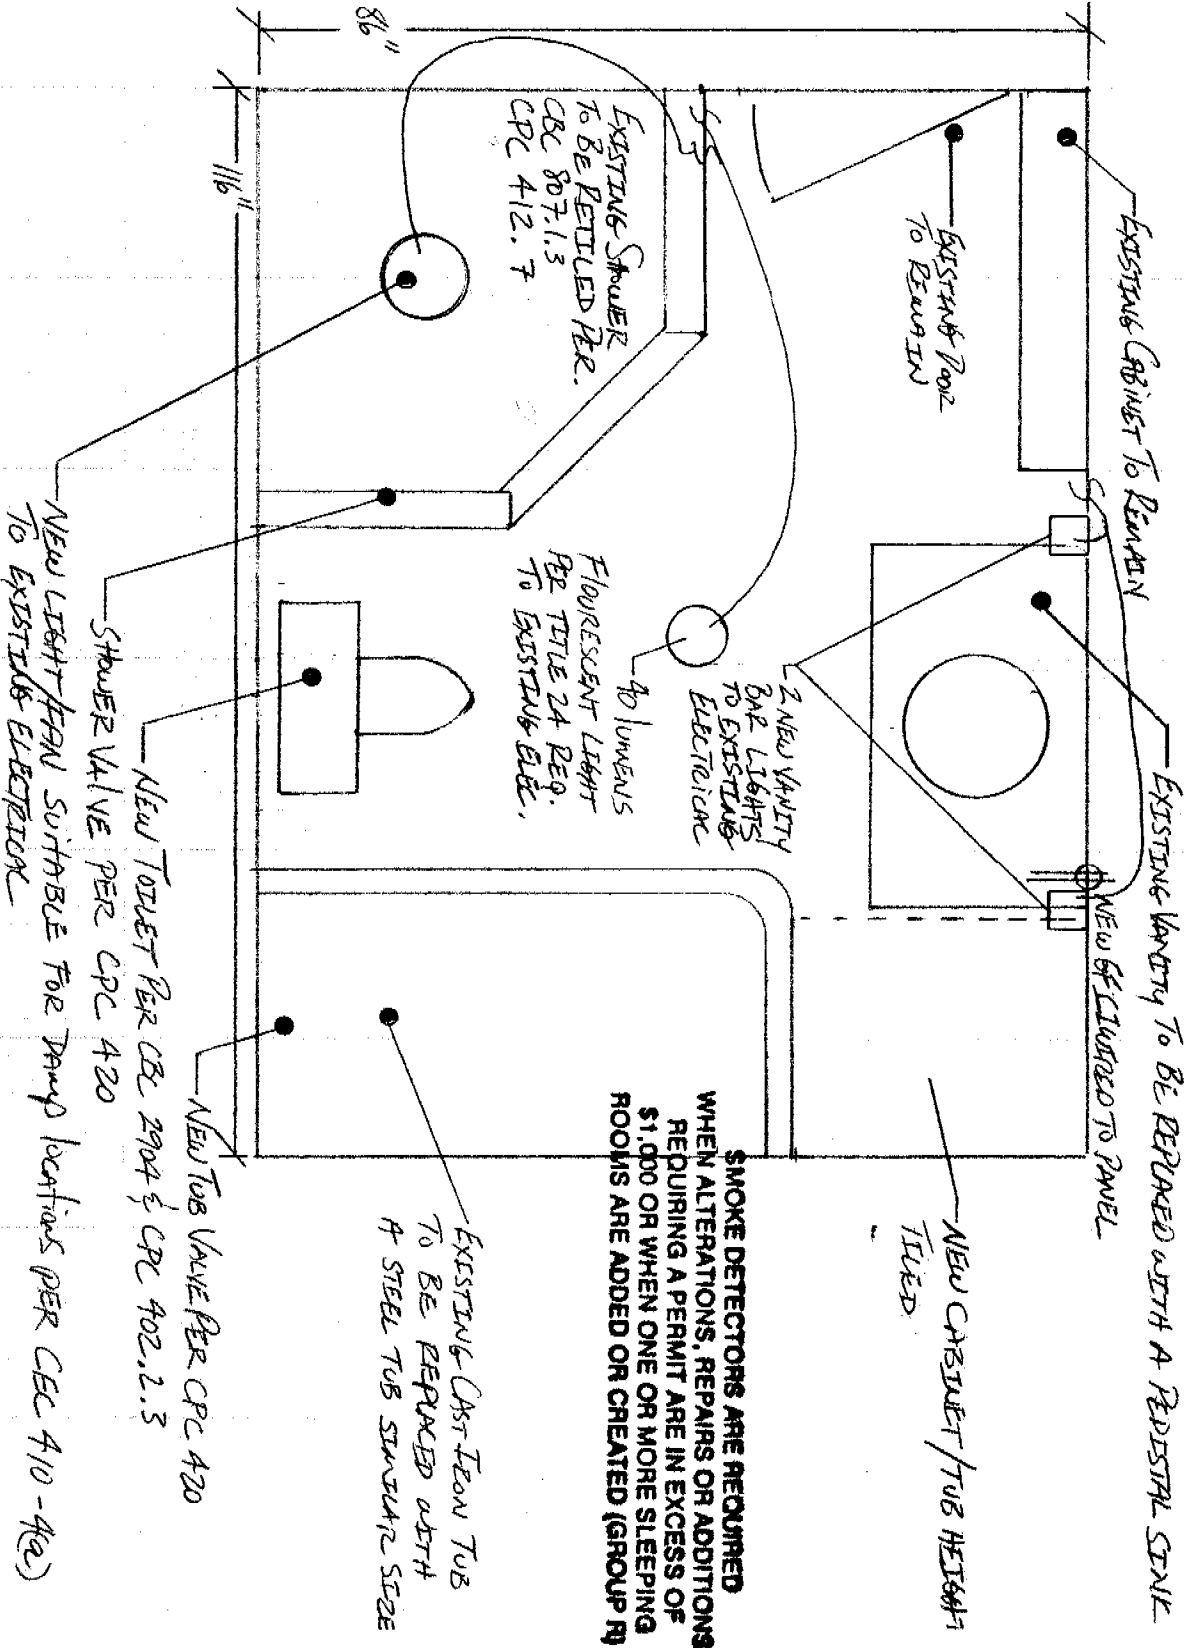 EXISTING CABINET TO REMAIN
EXISTING VANITY TO BE REPLACED WITH A PEDISTAL SINK
NEW GFCI WIRED TO PANEL
NEW CABINET/TUB HEIGHT
TILED
EXISTING DOOR
TO REMAIN
86"
116"
2 NEW VANITY
BAR LIGHTS
TO EXISTING
ELECTRICAL
40 lumens
FlOURESCENT LIGHT
PER TITLE 24 REQ.
TO EXISTING ELEC.
EXISTING SHOWER
TO BE RETILED PER.
CBC 807.1.3
CPC 412.7
SMOKE DETECTORS ARE REQUIRED
WHEN ALTERATIONS, REPAIRS OR ADDITIONS
REQUIRING A PERMIT ARE IN EXCESS OF
$1,000 OR WHEN ONE OR MORE SLEEPING
ROOMS ARE ADDED OR CREATED (GROUP R)
EXISTING CAST IRON TUB
TO BE REPLACED WITH
A STEEL TUB SIMILAR SIZE
NEW TUB VALVE PER CPC 420
NEW TOILET PER CBC 2904 & CPC 402.2.3
SHOWER VALVE PER CPC 420
NEW LIGHT/FAN SUITABLE FOR DAMP locations PER CEC 410-4(a)
TO EXISTING ELECTRICAL
S
S
S